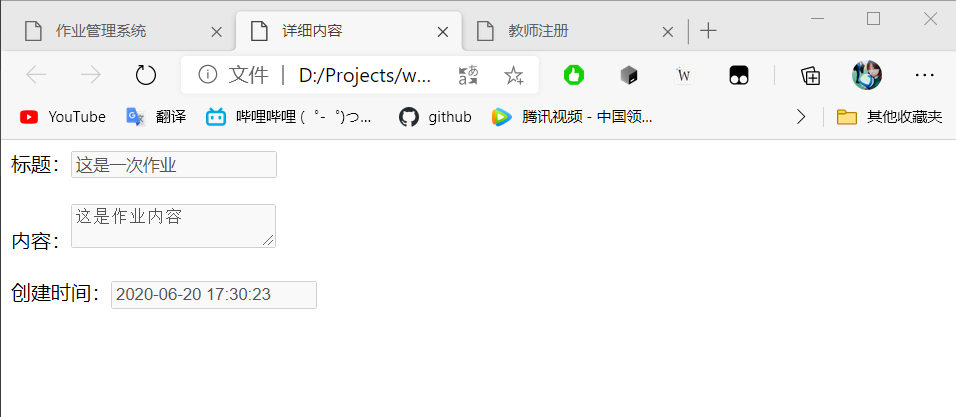 作业管理系统 详细内容 教师注册
文件 D:/Projects/w...
YouTube 翻译 哔哩哔哩 (゜-゜)つ... github 腾讯视频 - 中国领... 其他收藏夹
标题：这是一次作业
这是作业内容
内容：
创建时间：2020-06-20 17:30:23